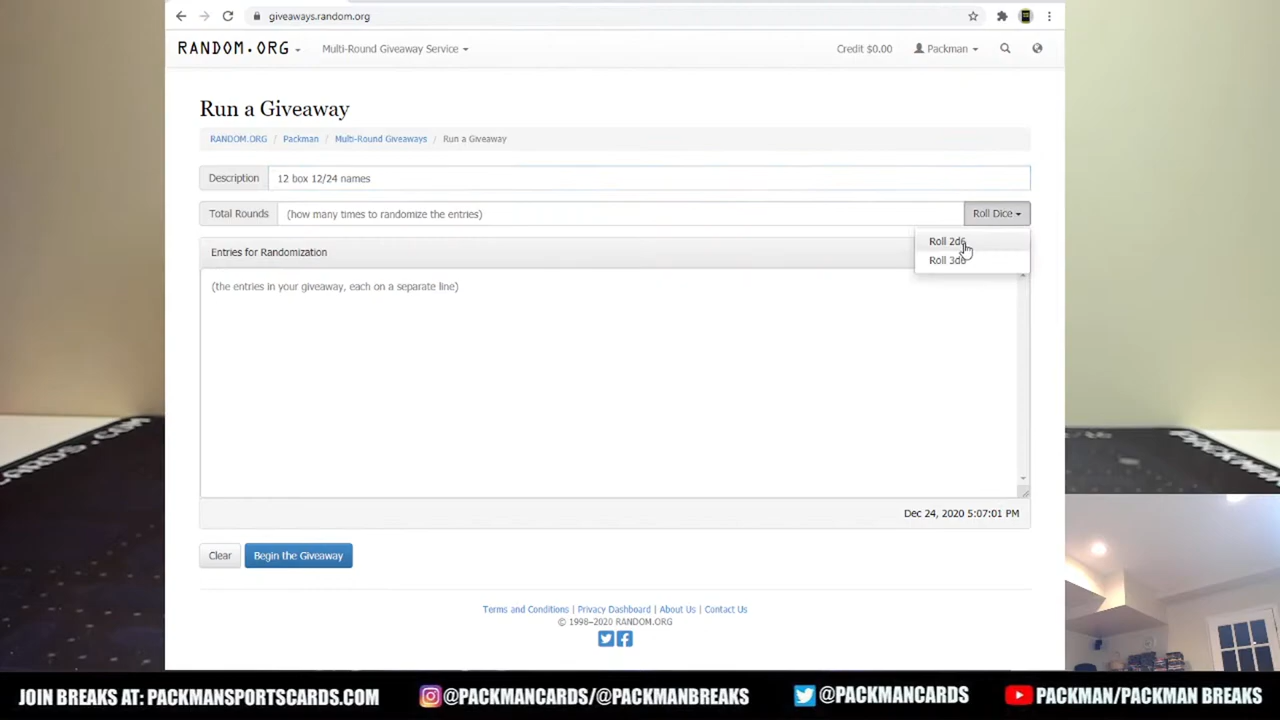 giveaways.random.org
RANDOM.ORG Multi-Round Giveaway Service Credit $0.00 Packman
Run a Giveaway
RANDOM.ORG / Packman / Multi-Round Giveaways / Run a Giveaway
Description 12 box 12/24 names
Total Rounds (how many times to randomize the entries) Roll Dice
Roll 2d6
Entries for Randomization
Roll 3d6
(the entries in your giveaway, each on a separate line)
CARDS.COM
PACKMAN
Dec 24, 2020 5:07:01 PM
Clear Begin the Giveaway
Terms and Conditions | Privacy Dashboard | About Us | Contact Us
© 1998–2020 RANDOM.ORG
JOIN BREAKS AT: PACKMANSPORTSCARDS.COM @PACKMANCARDS/@PACKMANBREAKS @PACKMANCARDS PACKMAN/PACKMAN BREAKS